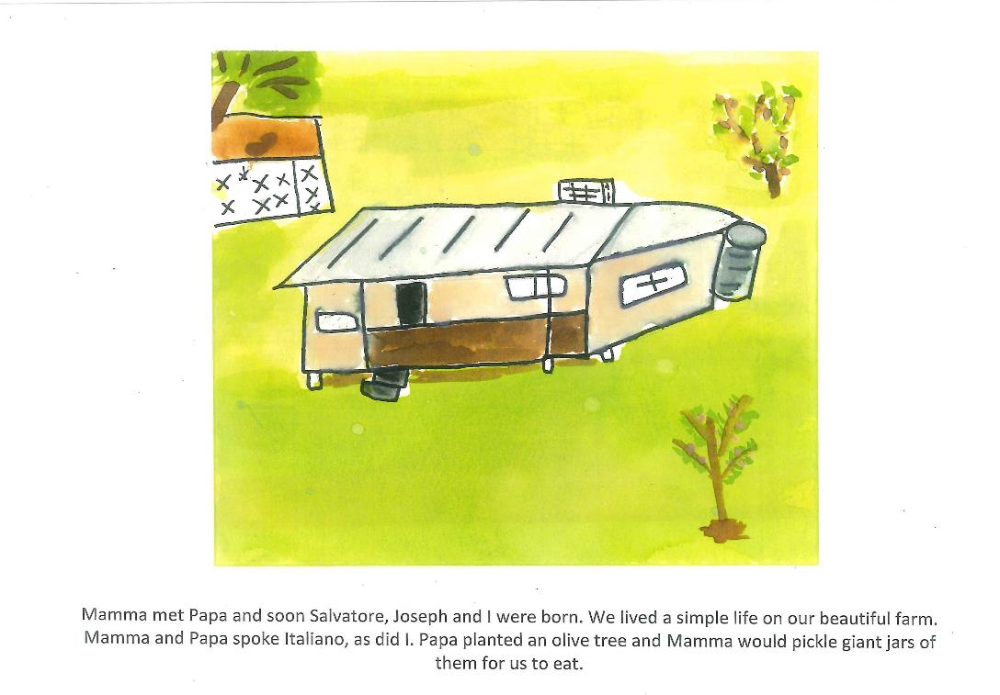 Mamma met Papa and soon Salvatore, Joseph and I were born. We lived a simple life on our beautiful farm.
Mamma and Papa spoke Italiano, as did I. Papa planted an olive tree and Mamma would pickle giant jars of
them for us to eat.